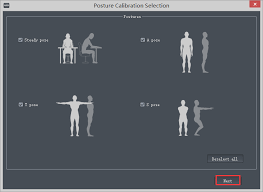 Posture Calibration Selection
Postures
Steady pose
A pose
T pose
S pose
Deselect all
Next